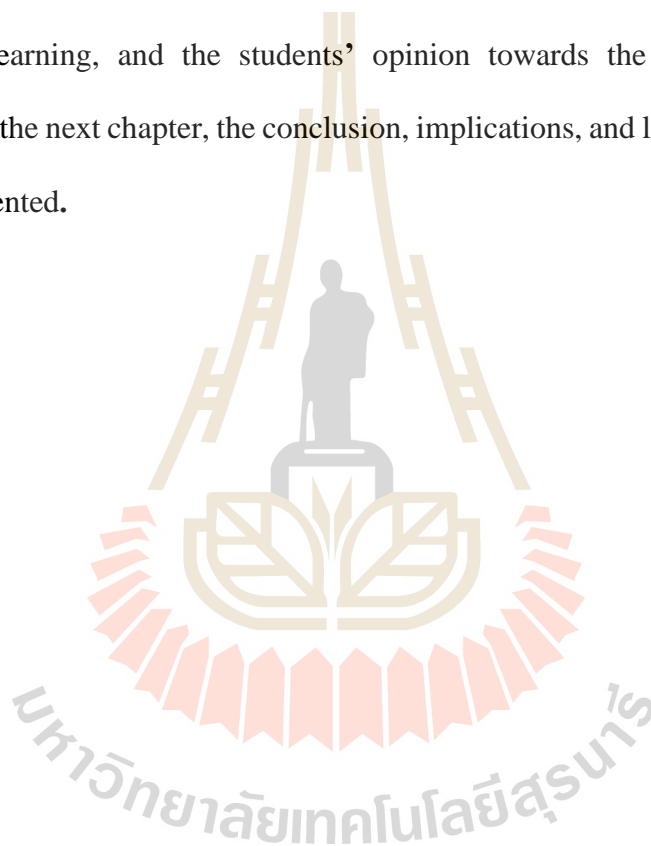 earning, and the students' opinion towards the
the next chapter, the conclusion, implications, and l
ented.
มหาวิทยาลัยเทคโนโลยีสุรนารี